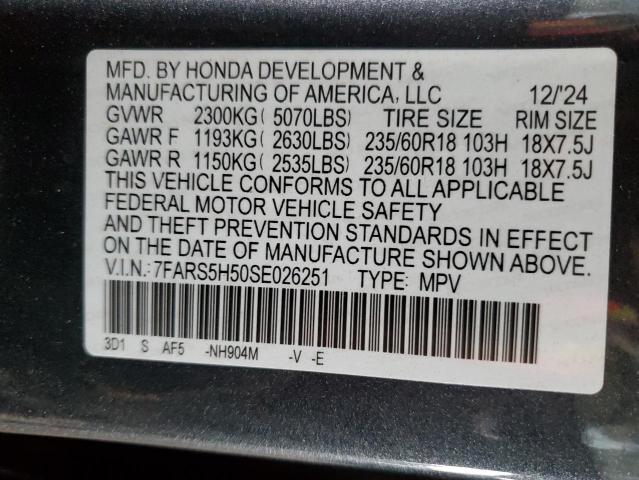 MFD. BY HONDA DEVELOPMENT &
MANUFACTURING OF AMERICA, LLC 12/'24
GVWR 2300KG( 5070LBS) TIRE SIZE RIM SIZE
GAWR F 1193KG( 2630LBS) 235/60R18 103H 18X7.5J
GAWR R 1150KG( 2535LBS) 235/60R18 103H 18X7.5J
THIS VEHICLE CONFORMS TO ALL APPLICABLE
FEDERAL MOTOR VEHICLE SAFETY
AND THEFT PREVENTION STANDARDS IN EFFECT
ON THE DATE OF MANUFACTURE SHOWN ABOVE.
V.I.N.:7FARS5H50SE026251 TYPE: MPV
3D1 S AF5 -NH904M -V -E